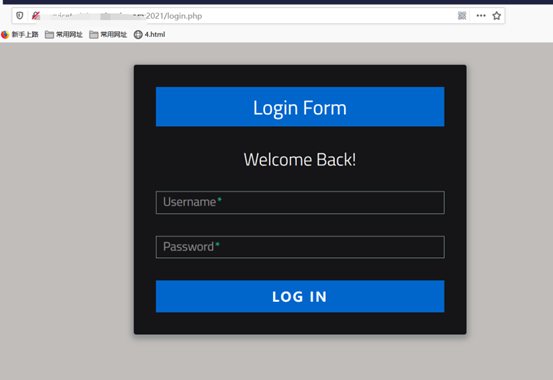 :2021/login.php
新手上路 常用网址 常用网址 4.html
Login Form
Welcome Back!
Username*
Password*
LOG IN